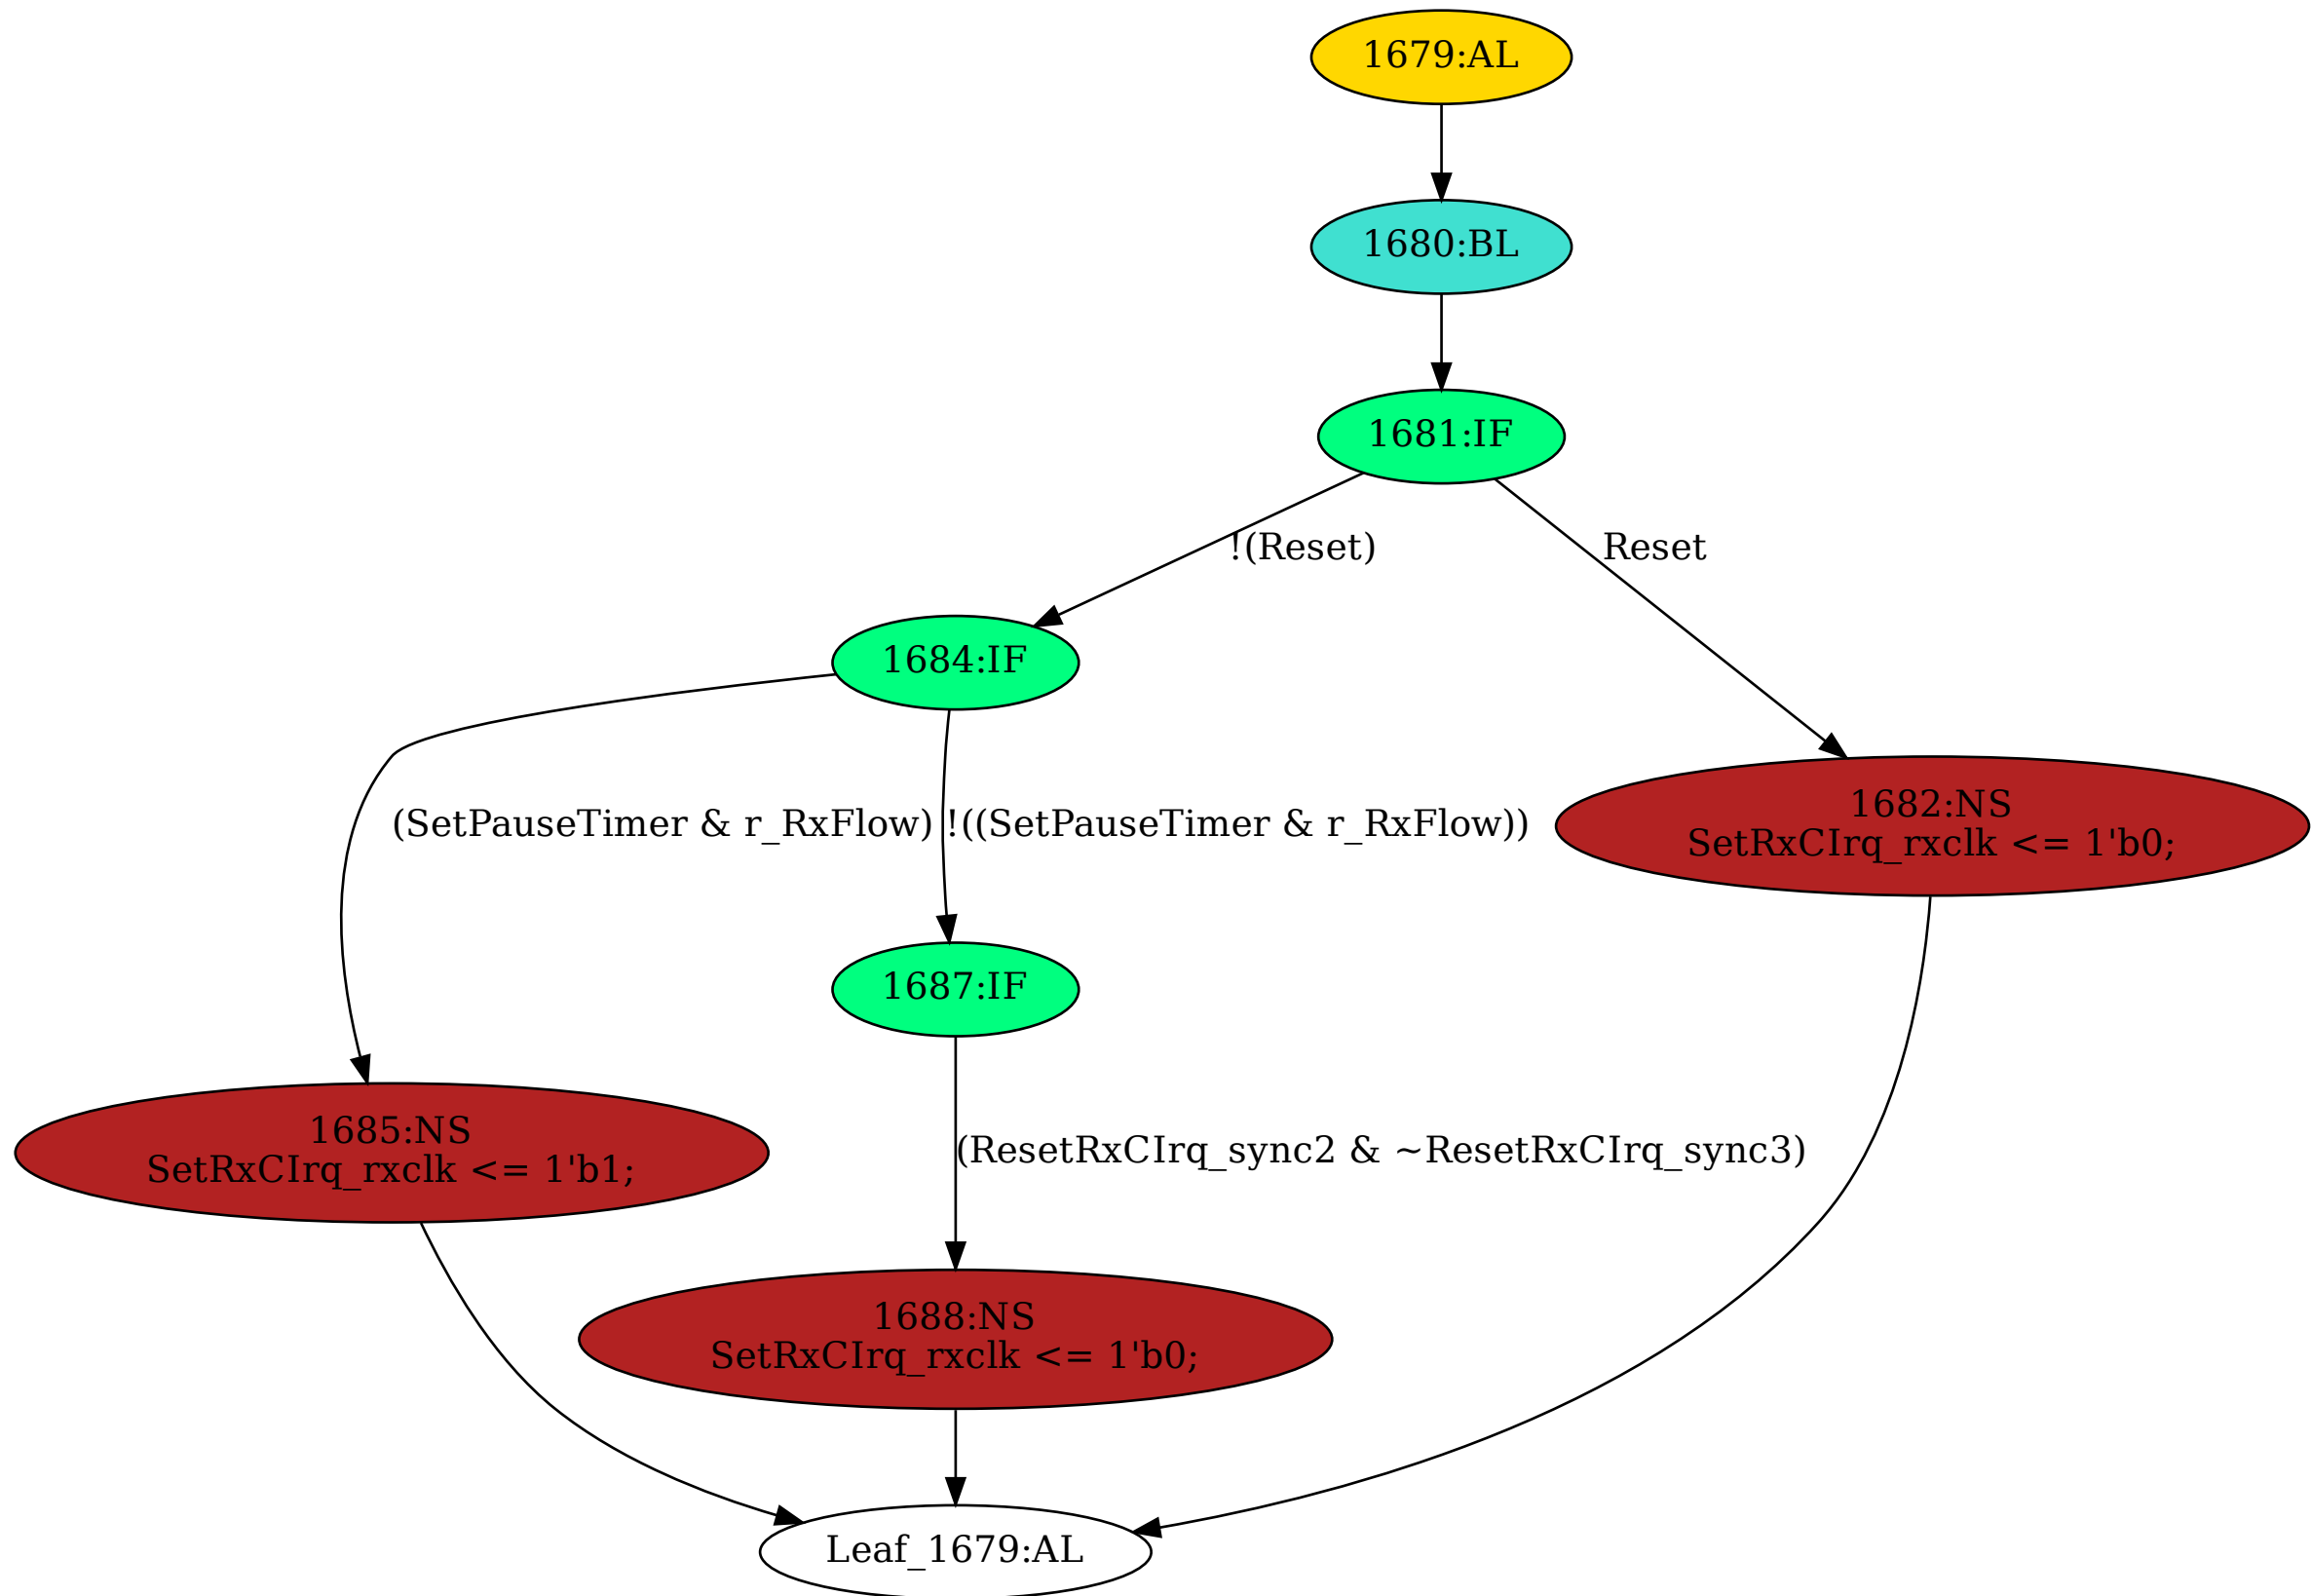 1679:AL
1680:BL
1681:IF
!(Reset)
Reset
1684:IF
(SetPauseTimer & r_RxFlow)
!((SetPauseTimer & r_RxFlow))
1682:NS
SetRxCIrq_rxclk <= 1'b0;
1687:IF
1685:NS
SetRxCIrq_rxclk <= 1'b1;
(ResetRxCIrq_sync2 & ~ResetRxCIrq_sync3)
1688:NS
SetRxCIrq_rxclk <= 1'b0;
Leaf_1679:AL